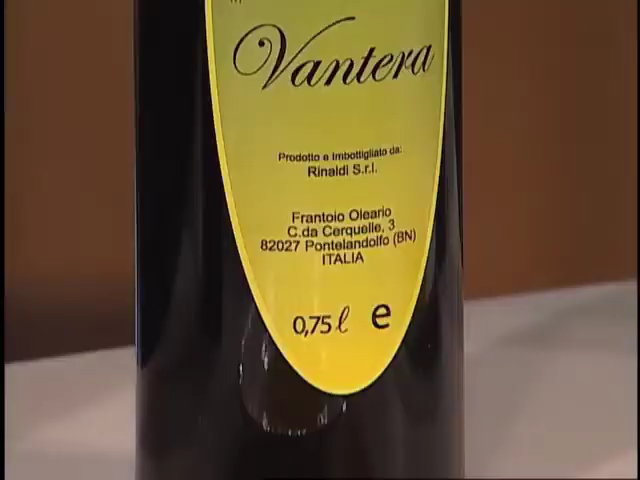 Vantera
Prodotto e Imbottigliato da:
Rinaldi S.r.l.
Frantoio Oleario
C.da Cerquelle, 3
82027 Pontelandolfo (BN)
ITALIA
0,75 ℓ e